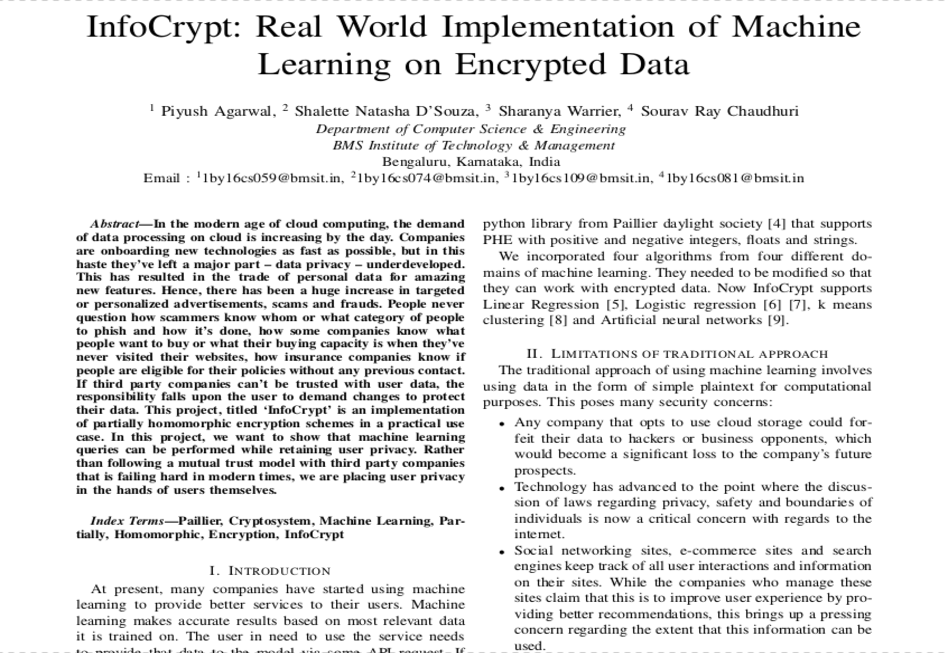 InfoCrypt: Real World Implementation of Machine
Learning on Encrypted Data
1 Piyush Agarwal, 2 Shalette Natasha D'Souza, 3 Sharanya Warrier, 4 Sourav Ray Chaudhuri
Department of Computer Science & Engineering
BMS Institute of Technology & Management
Bengaluru, Karnataka, India
Email : 11by16cs059@bmsit.in, 21by16cs074@bmsit.in, 31by16cs109@bmsit.in, 41by16cs081@bmsit.in
Abstract—In the modern age of cloud computing, the demand
of data processing on cloud is increasing by the day. Companies
are onboarding new technologies as fast as possible, but in this
haste they've left a major part – data privacy – underdeveloped.
This has resulted in the trade of personal data for amazing
new features. Hence, there has been a huge increase in targeted
or personalized advertisements, scams and frauds. People never
question how scammers know whom or what category of people
to phish and how it's done, how some companies know what
people want to buy or what their buying capacity is when they've
never visited their websites, how insurance companies know if
people are eligible for their policies without any previous contact.
If third party companies can't be trusted with user data, the
responsibility falls upon the user to demand changes to protect
their data. This project, titled 'InfoCrypt' is an implementation
of partially homomorphic encryption schemes in a practical use
case. In this project, we want to show that machine learning
queries can be performed while retaining user privacy. Rather
than following a mutual trust model with third party companies
that is failing hard in modern times, we are placing user privacy
in the hands of users themselves.
Index Terms—Paillier, Cryptosystem, Machine Learning, Par-
tially, Homomorphic, Encryption, InfoCrypt
I. INTRODUCTION
At present, many companies have started using machine
learning to provide better services to their users. Machine
learning makes accurate results based on most relevant data
it is trained on. The user in need to use the service needs
to provide that data to the model via some API request. If
python library from Paillier daylight society [4] that supports
PHE with positive and negative integers, floats and strings.
We incorporated four algorithms from four different do-
mains of machine learning. They needed to be modified so that
they can work with encrypted data. Now InfoCrypt supports
Linear Regression [5], Logistic regression [6] [7], k means
clustering [8] and Artificial neural networks [9].
II. LIMITATIONS OF TRADITIONAL APPROACH
The traditional approach of using machine learning involves
using data in the form of simple plaintext for computational
purposes. This poses many security concerns:
• Any company that opts to use cloud storage could for-
feit their data to hackers or business opponents, which
would become a significant loss to the company's future
prospects.
• Technology has advanced to the point where the discus-
sion of laws regarding privacy, safety and boundaries of
individuals is now a critical concern with regards to the
internet.
• Social networking sites, e-commerce sites and search
engines keep track of all user interactions and information
on their sites. While the companies who manage these
sites claim that this is to improve user experience by pro-
viding better recommendations, this brings up a pressing
concern regarding the extent that this information can be
used.